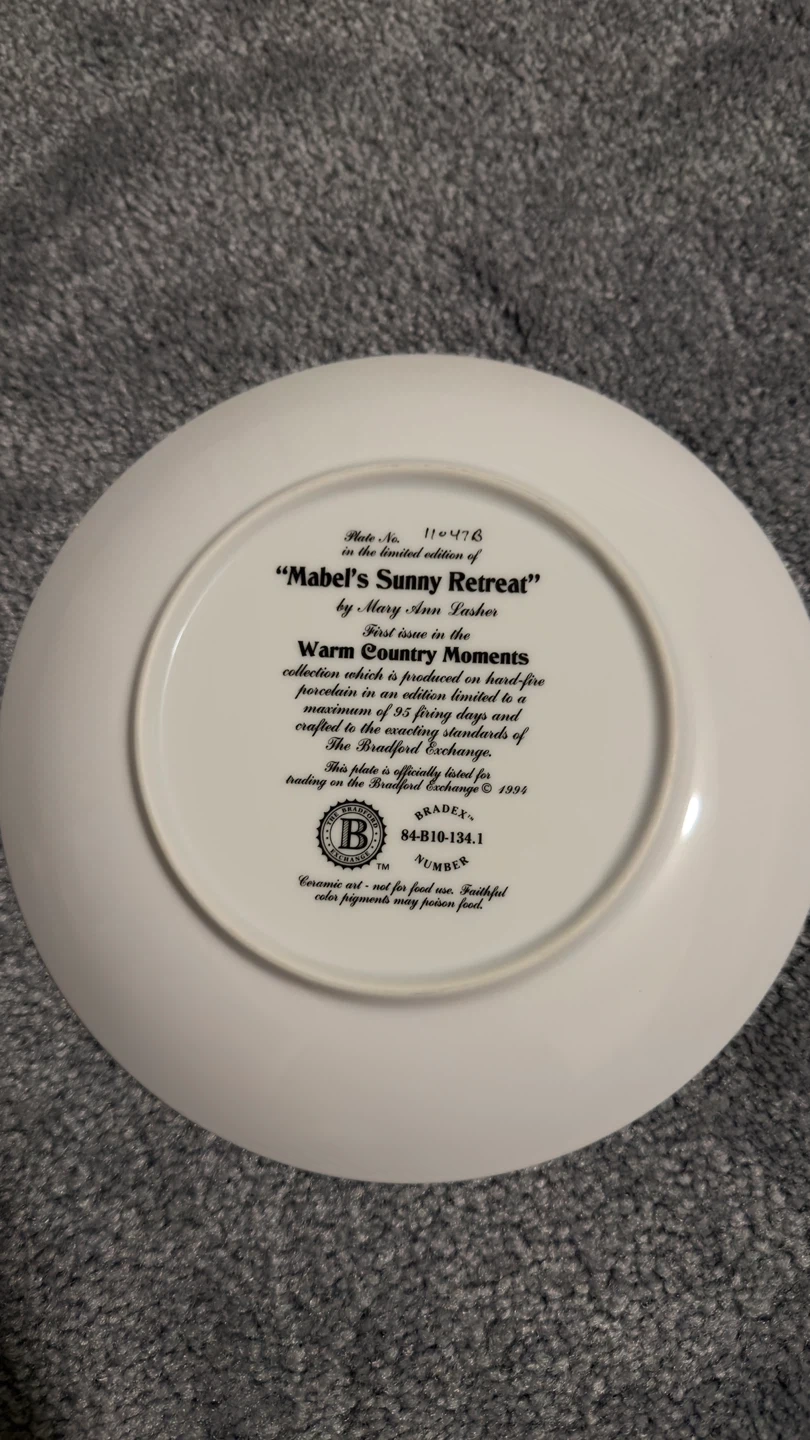 Plate No. 11047B
in the limited edition of
“Mabel's Sunny Retreat”
by Mary Ann Lasher
First issue in the
Warm Country Moments
collection which is produced on hard-fire
porcelain in an edition limited to a
maximum of 95 firing days and
crafted to the exacting standards of
The Bradford Exchange.
This plate is officially listed for
trading on the Bradford Exchange © 1994
THE BRADFORD
B
EXCHANGE
TM
BRADEX™
84-B10-134.1
NUMBER
Ceramic art - not for food use. Faithful
color pigments may poison food.